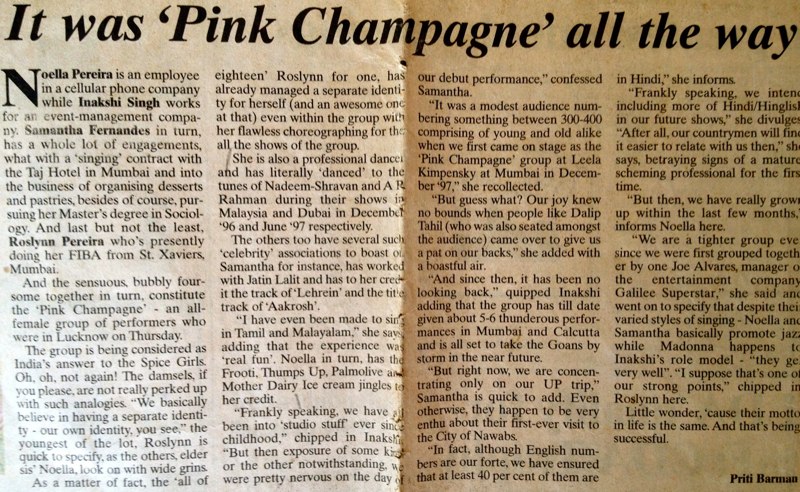 It was ‘Pink Champagne’ all the way
Noella Pereira is an employee
in a cellular phone company
while Inakshi Singh works
for an event-management compa-
ny. Samantha Fernandes in turn,
has a whole lot of engagements,
what with a ‘singing’ contract with
the Taj Hotel in Mumbai and into
the business of organising desserts
and pastries, besides of course, pur-
suing her Master’s degree in Sociol-
ogy. And last but not the least,
Roslynn Pereira who’s presently
doing her FIBA from St. Xaviers,
Mumbai.
And the sensuous, bubbly four-
some together in turn, constitute
the ‘Pink Champagne’ - an all-
female group of performers who
were in Lucknow on Thursday.
The group is being considered as
India’s answer to the Spice Girls.
Oh, oh, not again! The damsels, if
you please, are not really perked up
with such analogies. “We basically
believe in having a separate identi-
ty - our own identity, you see,” the
youngest of the lot, Roslynn is
quick to specify, as the others, elder
sis’ Noella, look on with wide grins.
As a matter of fact, the ‘all of
eighteen’ Roslynn for one, has
already managed a separate identi-
ty for herself (and an awesome one
at that) even within the group with
her flawless choreographing for the
all the shows of the group.
She is also a professional dancer
and has literally ‘danced’ to the
tunes of Nadeem-Shravan and A R
Rahman during their shows in
Malaysia and Dubai in December
’96 and June ’97 respectively.
The others too have several such
‘celebrity’ associations to boast of
Samantha for instance, has worked
with Jatin Lalit and has to her credit
it the track of ‘Lehrein’ and the title
track of ‘Aakrosh’.
“I have even been made to sing
in Tamil and Malayalam,” she says
adding that the experience was
‘real fun’. Noella in turn, has the
Frooti, Thumps Up, Palmolive and
Mother Dairy Ice cream jingles to
her credit.
“Frankly speaking, we have all
been into ‘studio stuff’ ever since
childhood,” chipped in Inakshi
“But then exposure of some kind
or the other notwithstanding, we
were pretty nervous on the day of
our debut performance,” confessed
Samantha.
“It was a modest audience num-
bering something between 300-400
comprising of young and old alike
when we first came on stage as the
‘Pink Champagne’ group at Leela
Kimpensky at Mumbai in Decem-
ber ’97,” she recollected.
“But guess what? Our joy knew
no bounds when people like Dalip
Tahil (who was also seated amongst
the audience) came over to give us
a pat on our backs,” she added with
a boastful air.
“And since then, it has been no
looking back,” quipped Inakshi
adding that the group has till date
given about 5-6 thunderous perfor-
mances in Mumbai and Calcutta
and is all set to take the Goans by
storm in the near future.
“But right now, we are concen-
trating only on our UP trip,”
Samantha is quick to add. Even
otherwise, they happen to be very
enthu about their first-ever visit to
the City of Nawabs.
“In fact, although English num-
bers are our forte, we have ensured
that at least 40 per cent of them are
in Hindi,” she informs.
“Frankly speaking, we intend
including more of Hindi/Hinglish
in our future shows,” she divulges
“After all, our countrymen will find
it easier to relate with us then,” she
says, betraying signs of a mature
scheming professional for the first
time.
“But then, we have really grown
up within the last few months,
informs Noella here.
“We are a tighter group ever
since we were first grouped togeth
er by one Joe Alvares, manager of
the entertainment company
Galilee Superstar,” she said and
went on to specify that despite their
varied styles of singing - Noella and
Samantha basically promote jazz
while Madonna happens to
Inakshi’s role model - “they gel
very well”. “I suppose that’s one of
our strong points,” chipped in
Roslynn here.
Little wonder, ’cause their motto
in life is the same. And that’s being
successful.
Priti Barman